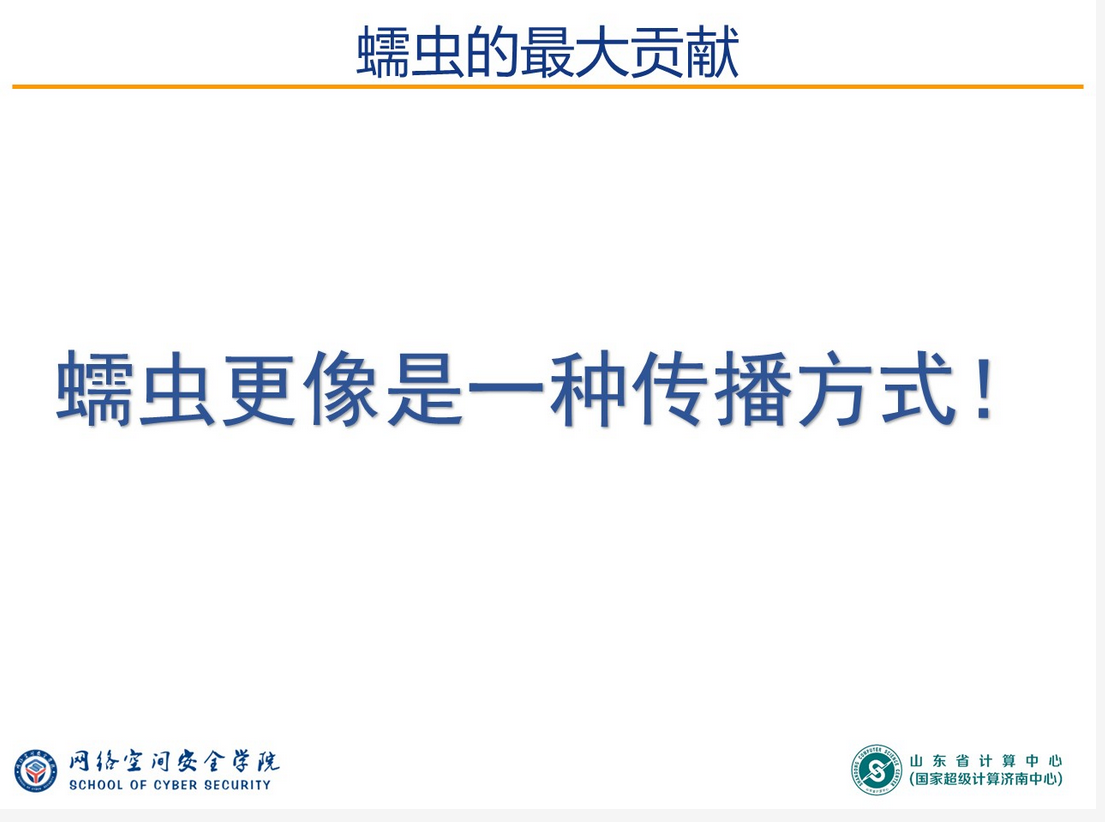 蠕虫的最大贡献
蠕虫更像是一种传播方式！
网络空间安全学院
SCHOOL OF CYBER SECURITY
山东省计算中心
(国家超级计算济南中心)